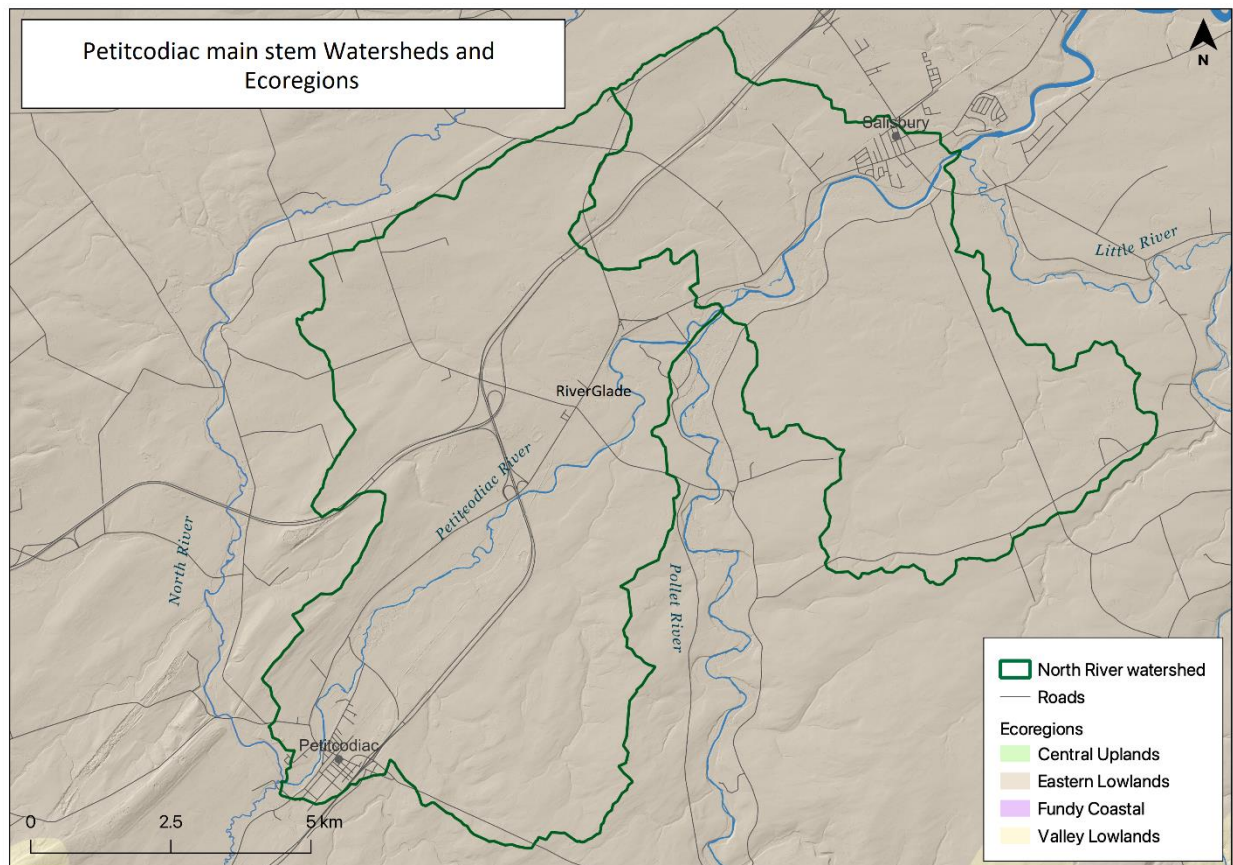 Petitcodiac main stem Watersheds and
Ecoregions
N
Salisbury
Little River
RiverGlade
Petitcodiac River
North River
Pollet River
Petitcodiac
0 2.5 5 km
North River watershed
Roads
Ecoregions
Central Uplands
Eastern Lowlands
Fundy Coastal
Valley Lowlands